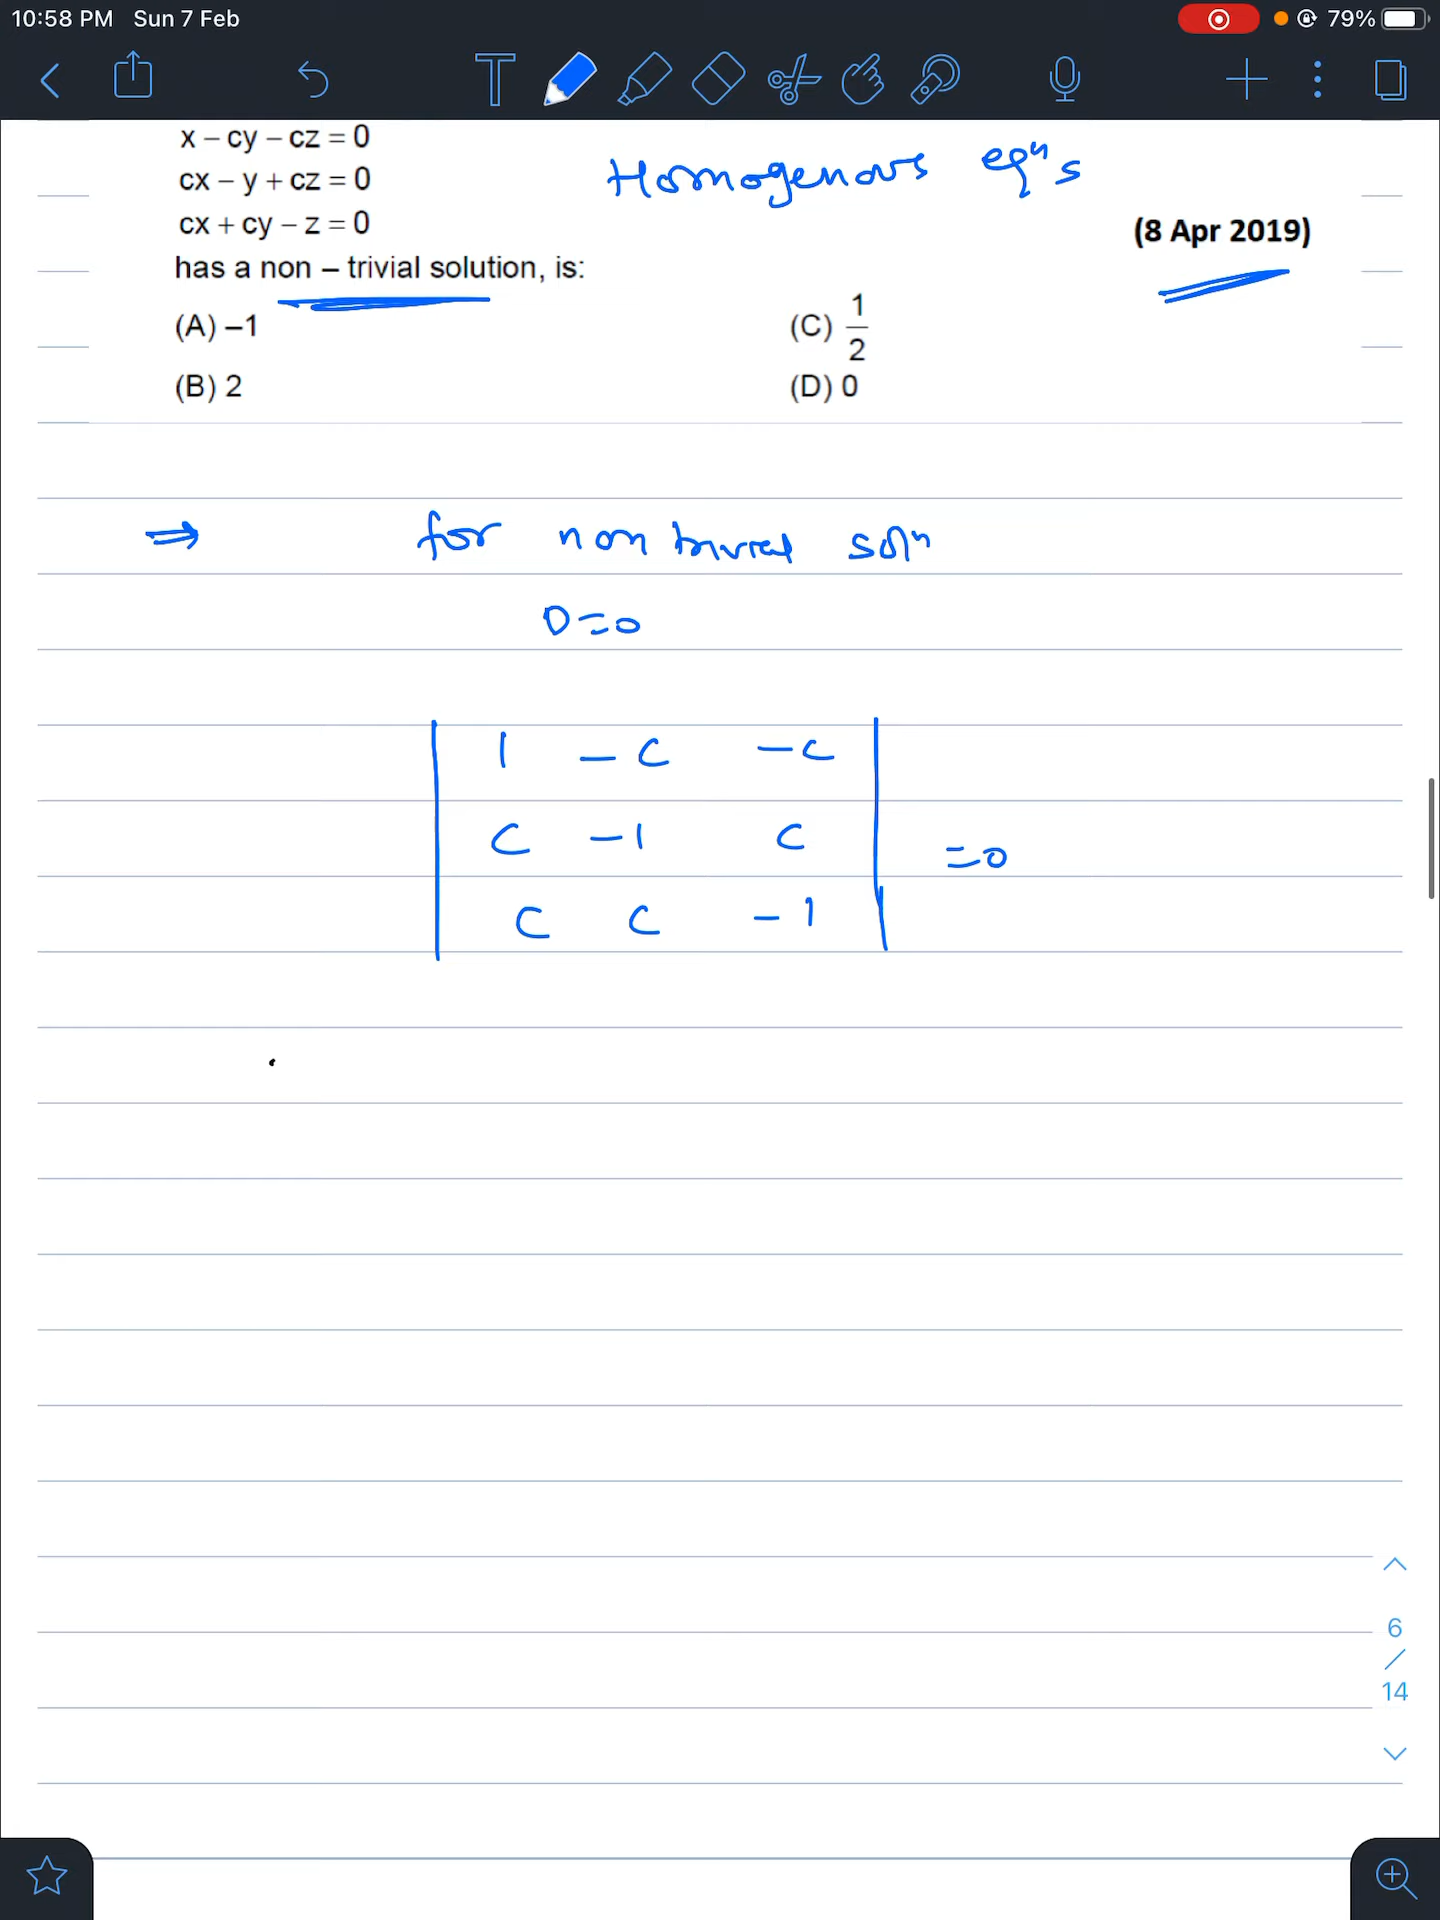 10:58 PM Sun 7 Feb 79%
x – cy – cz = 0
cx – y + cz = 0
cx + cy – z = 0
Homogenous eqⁿs
(8 Apr 2019)
has a non – trivial solution, is:
(A) –1
(C) 1/2
(B) 2
(D) 0
⇒ for non trivial solⁿ
D=0
| 1 -c -c |
| c -1 c | =0
| c c -1 |
6
/
14